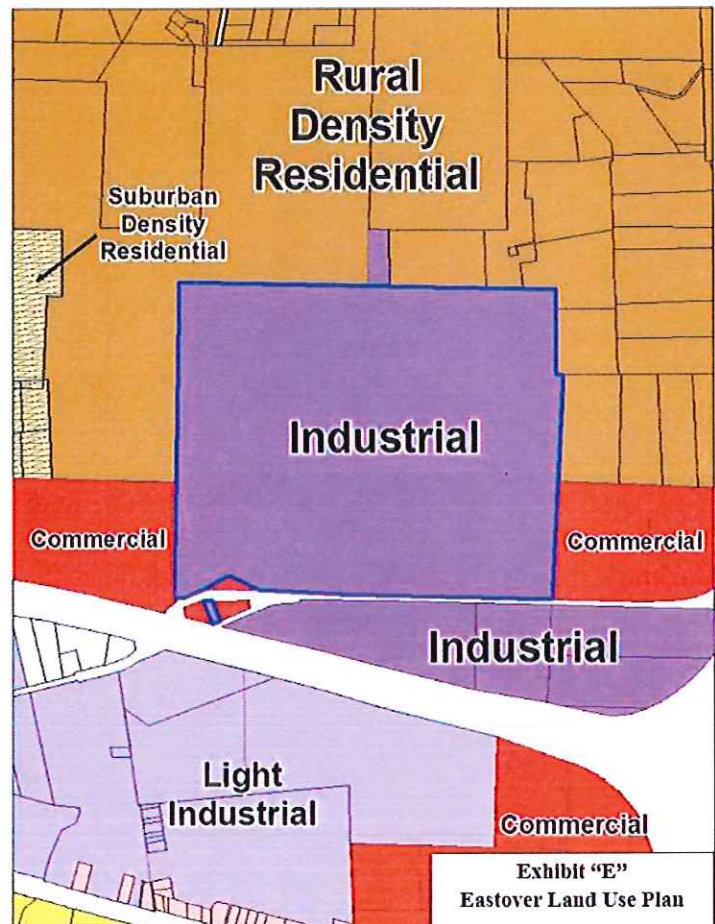 Rural
Density
Residential
Suburban
Density
Residential
Industrial
Commercial
Commercial
Industrial
Light
Industrial
Commercial
Exhibit “E”
Eastover Land Use Plan